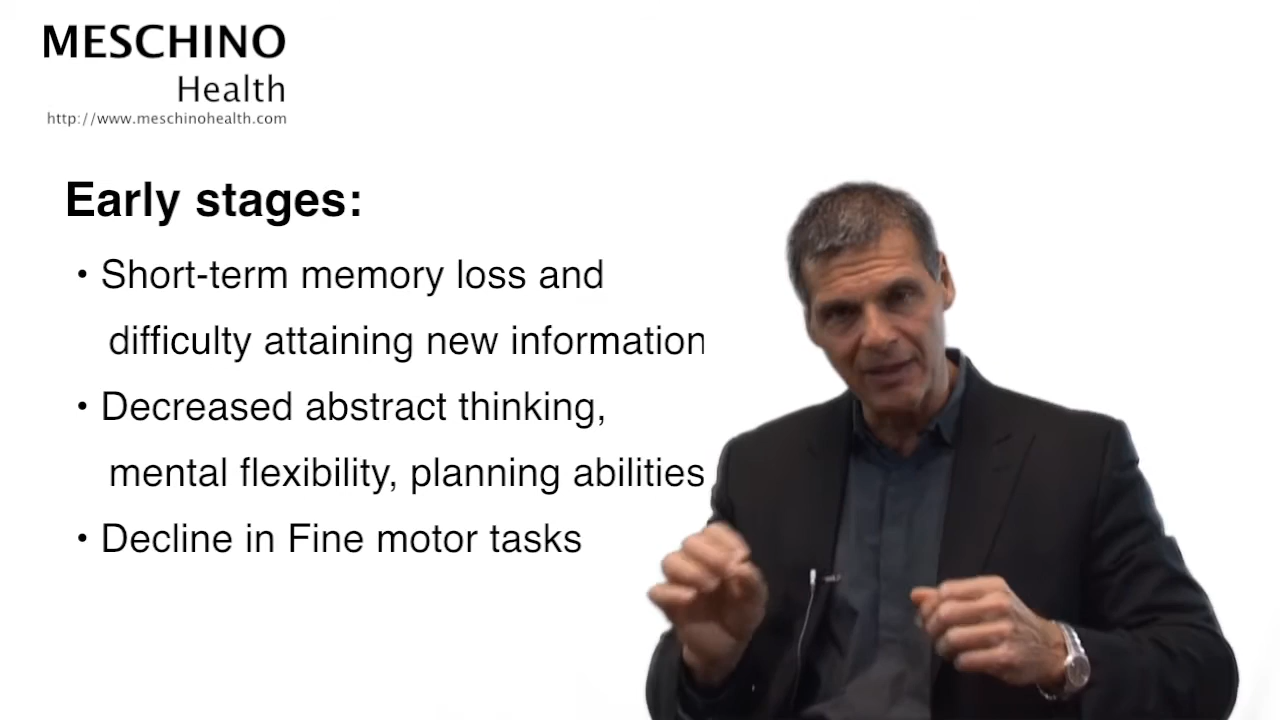 MESCHINO
Health
http://www.meschinohealth.com
Early stages:
• Short-term memory loss and
difficulty attaining new information
• Decreased abstract thinking,
mental flexibility, planning abilities
• Decline in Fine motor tasks